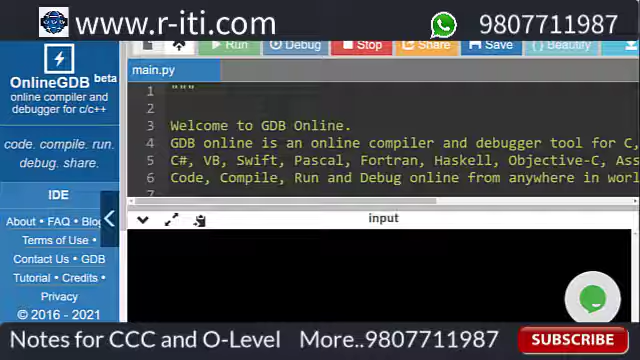 www.r-iti.com
9807711987
Run Debug Stop Share Save { } Beautify
OnlineGDB beta
online compiler and
debugger for c/c++
code. compile. run.
debug. share.
IDE
About • FAQ • Blog
Terms of Use •
Contact Us • GDB
Tutorial • Credits •
Privacy
© 2016 - 2021
main.py
1 """
2
3 Welcome to GDB Online.
4 GDB online is an online compiler and debugger tool for C,
5 C#, VB, Swift, Pascal, Fortran, Haskell, Objective-C, Ass
6 Code, Compile, Run and Debug online from anywhere in worl
7
input
Notes for CCC and O-Level More..9807711987
SUBSCRIBE